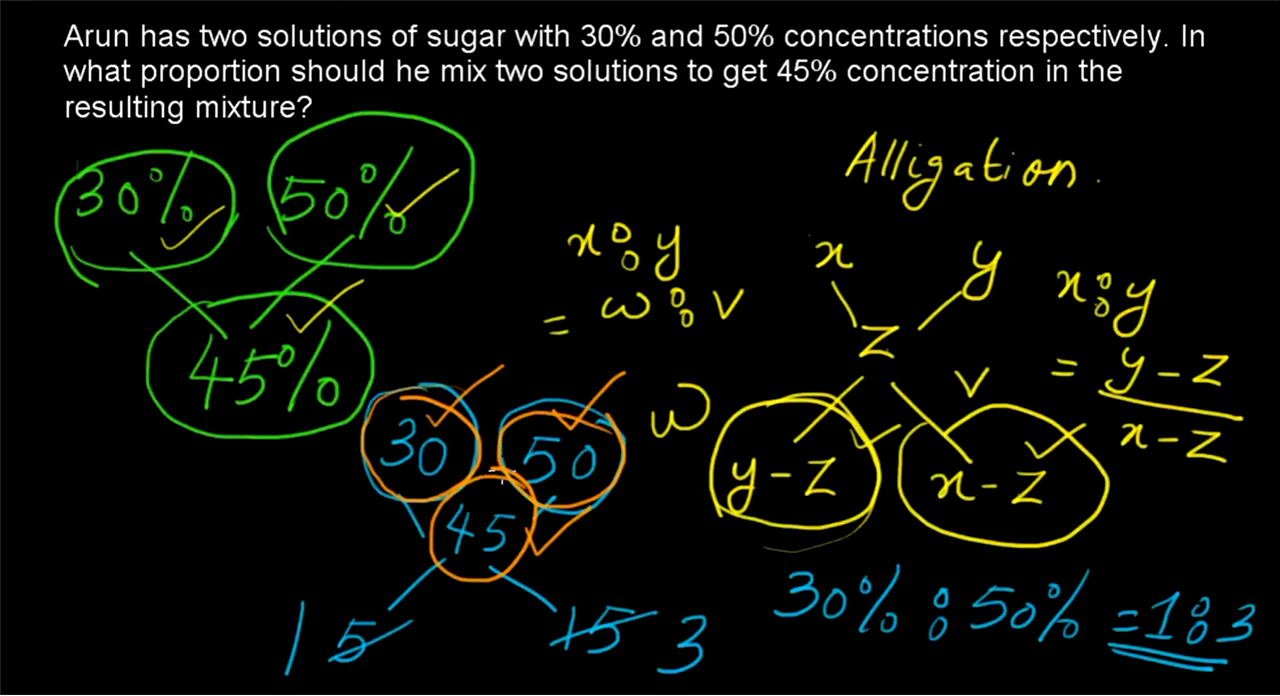 Arun has two solutions of sugar with 30% and 50% concentrations respectively. In
what proportion should he mix two solutions to get 45% concentration in the
resulting mixture?
30% 50%
45%
Alligation.
x:y
= w:v
x y
z
w v
y-z x-z
x:y
= y-z
x-z
30 50
45
1 5 15 3
30% : 50% = 1:3